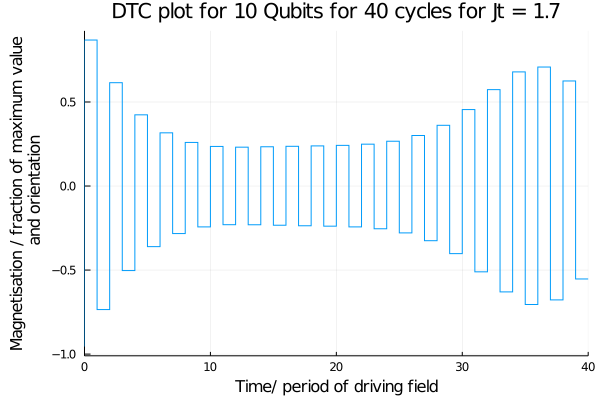 DTC plot for 10 Qubits for 40 cycles for Jt = 1.7
Magnetisation / fraction of maximum value
and orientation
0.5
0.0
−0.5
−1.0
0 10 20 30 40
Time/ period of driving field